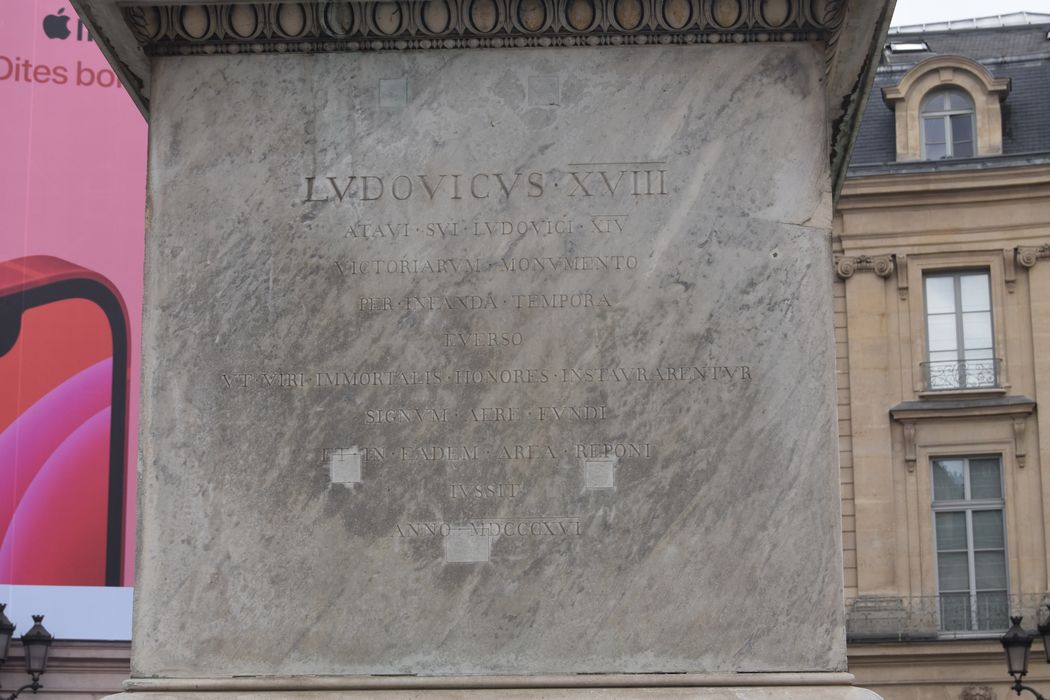 Dites
LVDOVICVS · XVIII
ATAVI · SVI · LVDOVICI · XIV
VICTORIARVM · MONVMENTO
PER · INFANDA · TEMPORA
EVERSO
VT · VIRI · IMMORTALIS · HONORES · INSTAVRARENTVR
SIGNVM · AERE · FVNDI
ET · IN · EADEM · AREA · REPONI
IVSSIT
ANNO · MDCCCXVI